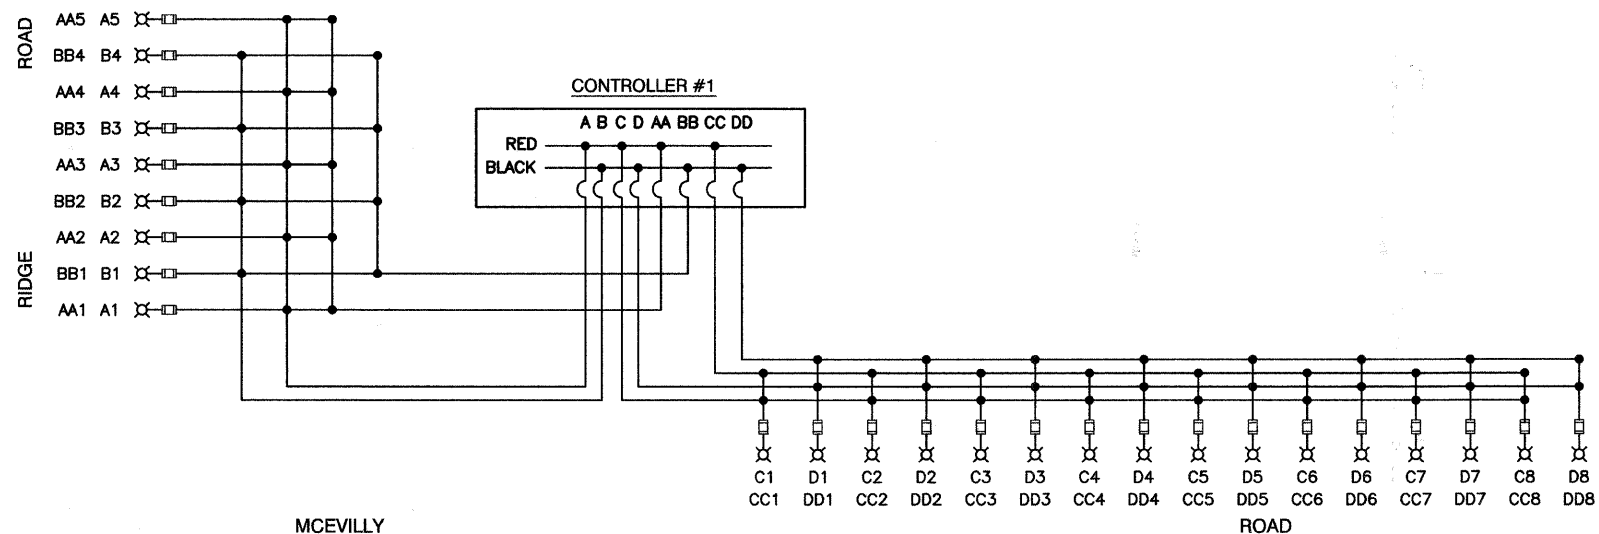 ROAD
RIDGE
AA5 A5
BB4 B4
AA4 A4
BB3 B3
AA3 A3
BB2 B2
AA2 A2
BB1 B1
AA1 A1
CONTROLLER #1
A B C D AA BB CC DD
RED
BLACK
C1 D1 C2 D2 C3 D3 C4 D4 C5 D5 C6 D6 C7 D7 C8 D8
CC1 DD1 CC2 DD2 CC3 DD3 CC4 DD4 CC5 DD5 CC6 DD6 CC7 DD7 CC8 DD8
MCEVILLY ROAD